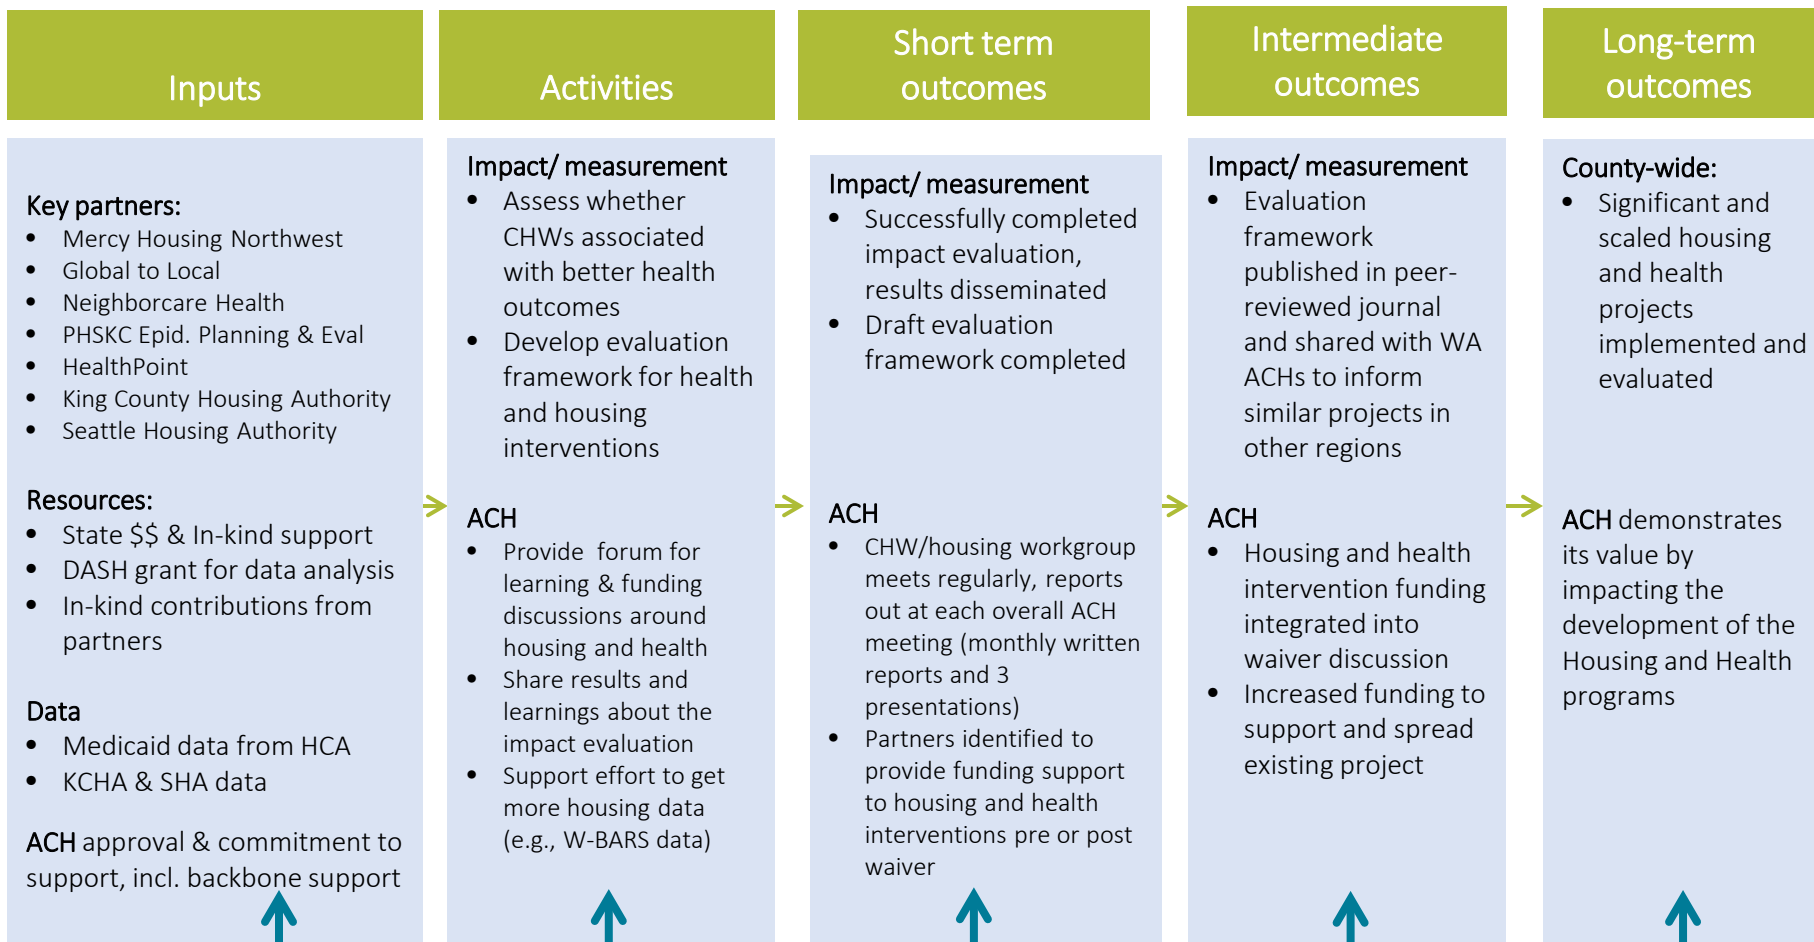 Inputs
Activities
Short term
outcomes
Intermediate
outcomes
Long-term
outcomes
Key partners:
• Mercy Housing Northwest
• Global to Local
• Neighborcare Health
• PHSKC Epid. Planning & Eval
• HealthPoint
• King County Housing Authority
• Seattle Housing Authority
Resources:
• State $$ & In-kind support
• DASH grant for data analysis
• In-kind contributions from
partners
Data
• Medicaid data from HCA
• KCHA & SHA data
ACH approval & commitment to
support, incl. backbone support
Impact/ measurement
• Assess whether
CHWs associated
with better health
outcomes
• Develop evaluation
framework for health
and housing
interventions
ACH
• Provide forum for
learning & funding
discussions around
housing and health
• Share results and
learnings about the
impact evaluation
• Support effort to get
more housing data
(e.g., W-BARS data)
Impact/ measurement
• Successfully completed
impact evaluation,
results disseminated
• Draft evaluation
framework completed
ACH
• CHW/housing workgroup
meets regularly, reports
out at each overall ACH
meeting (monthly written
reports and 3
presentations)
• Partners identified to
provide funding support
to housing and health
interventions pre or post
waiver
Impact/ measurement
• Evaluation
framework
published in peer-
reviewed journal
and shared with WA
ACHs to inform
similar projects in
other regions
ACH
• Housing and health
intervention funding
integrated into
waiver discussion
• Increased funding to
support and spread
existing project
County-wide:
• Significant and
scaled housing
and health
projects
implemented and
evaluated
ACH demonstrates
its value by
impacting the
development of the
Housing and Health
programs